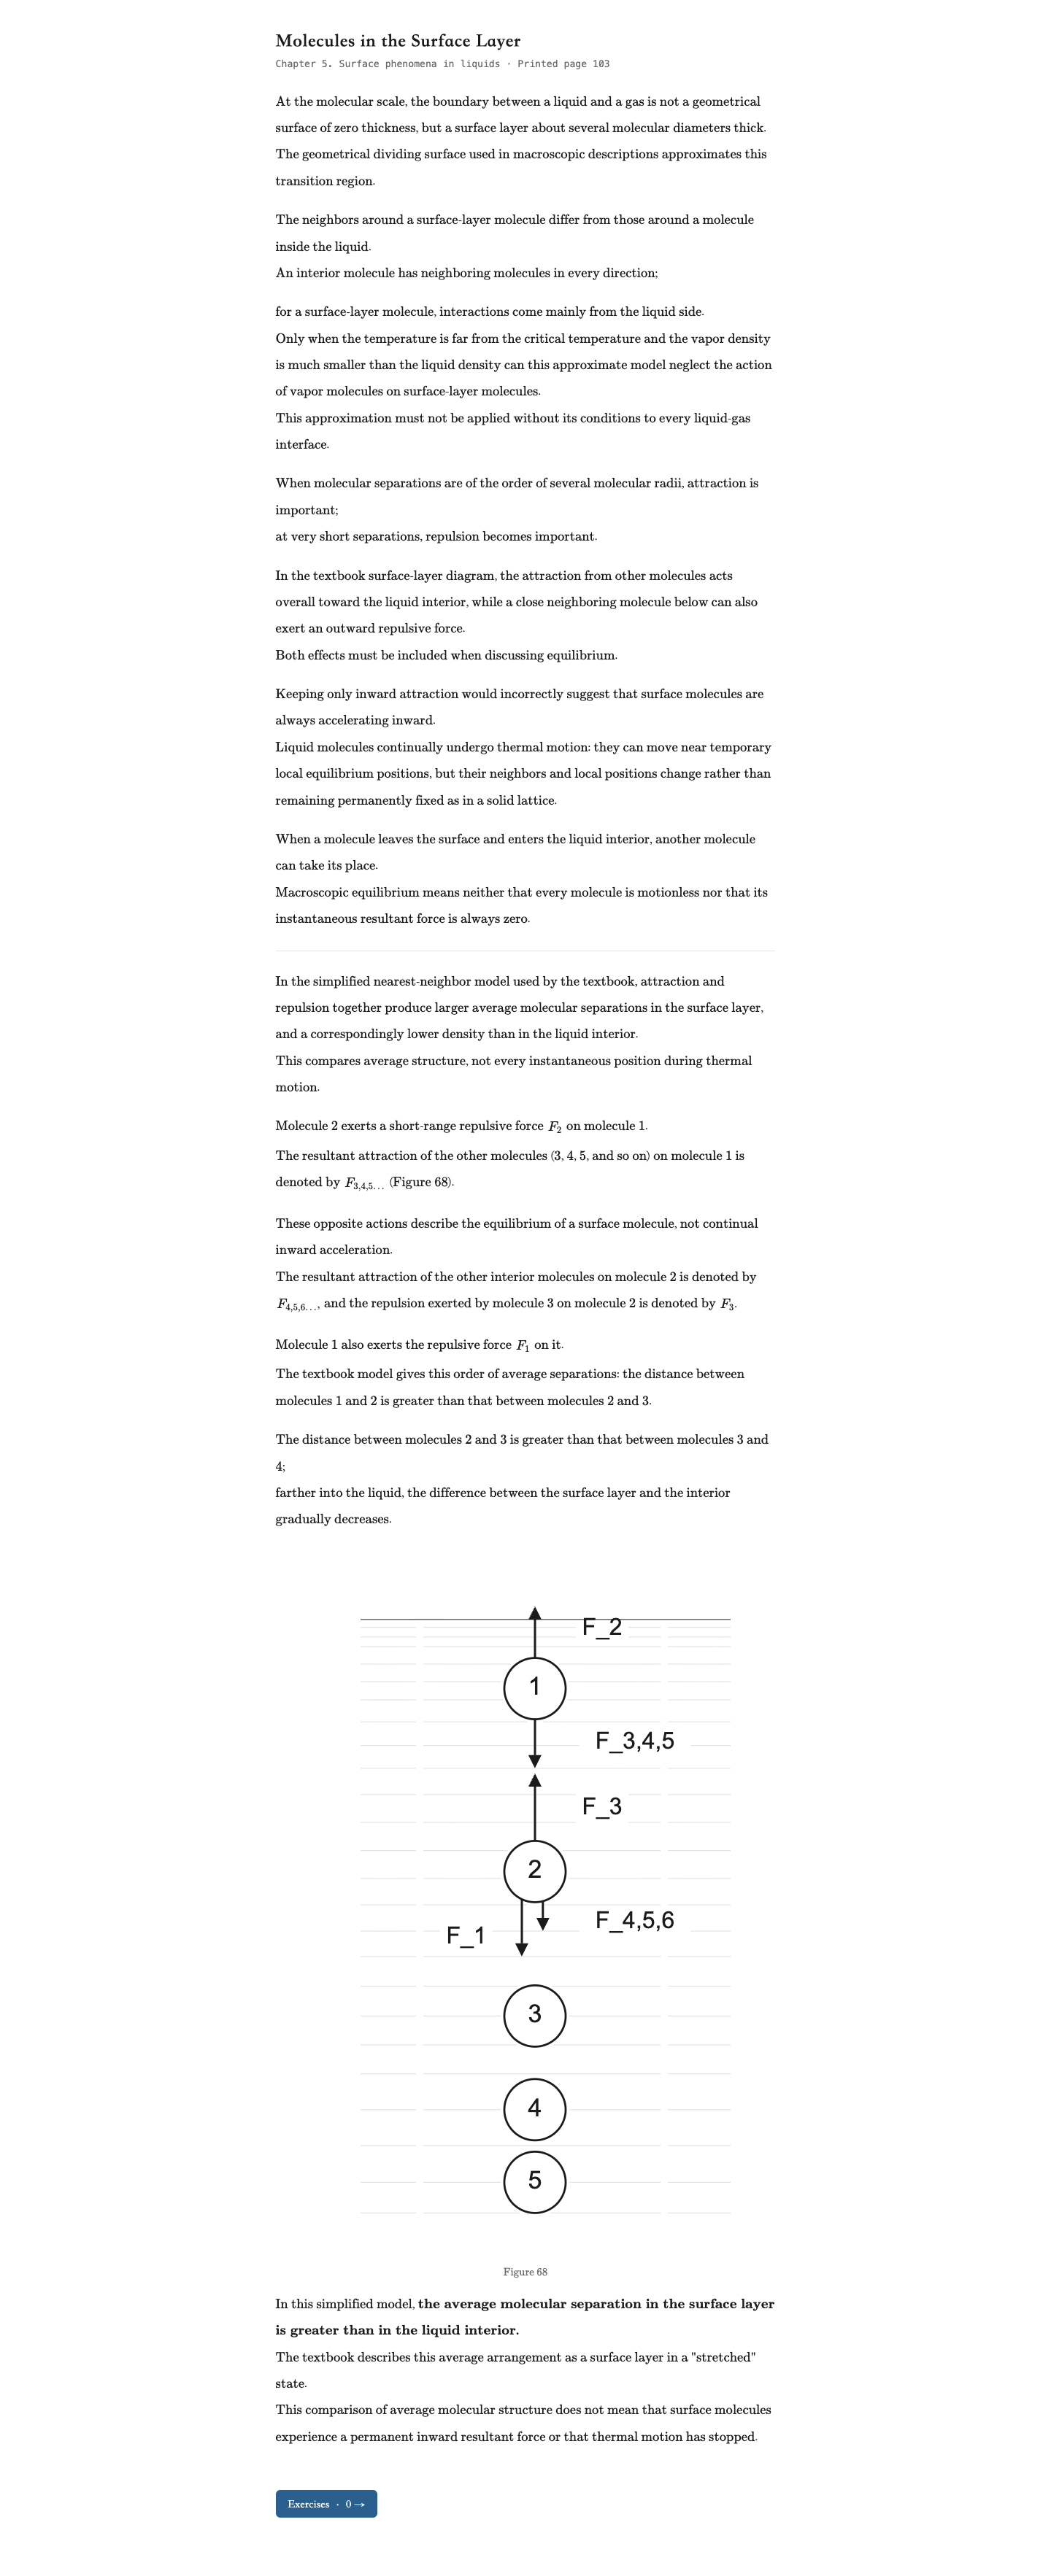 Molecules in the Surface Layer
Chapter 5. Surface phenomena in liquids · Printed page 103
At the molecular scale, the boundary between a liquid and a gas is not a geometrical
surface of zero thickness, but a surface layer about several molecular diameters thick.
The geometrical dividing surface used in macroscopic descriptions approximates this
transition region.
The neighbors around a surface-layer molecule differ from those around a molecule
inside the liquid.
An interior molecule has neighboring molecules in every direction;
for a surface-layer molecule, interactions come mainly from the liquid side.
Only when the temperature is far from the critical temperature and the vapor density
is much smaller than the liquid density can this approximate model neglect the action
of vapor molecules on surface-layer molecules.
This approximation must not be applied without its conditions to every liquid-gas
interface.
When molecular separations are of the order of several molecular radii, attraction is
important;
at very short separations, repulsion becomes important.
In the textbook surface-layer diagram, the attraction from other molecules acts
overall toward the liquid interior, while a close neighboring molecule below can also
exert an outward repulsive force.
Both effects must be included when discussing equilibrium.
Keeping only inward attraction would incorrectly suggest that surface molecules are
always accelerating inward.
Liquid molecules continually undergo thermal motion: they can move near temporary
local equilibrium positions, but their neighbors and local positions change rather than
remaining permanently fixed as in a solid lattice.
When a molecule leaves the surface and enters the liquid interior, another molecule
can take its place.
Macroscopic equilibrium means neither that every molecule is motionless nor that its
instantaneous resultant force is always zero.
In the simplified nearest-neighbor model used by the textbook, attraction and
repulsion together produce larger average molecular separations in the surface layer,
and a correspondingly lower density than in the liquid interior.
This compares average structure, not every instantaneous position during thermal
motion.
Molecule 2 exerts a short-range repulsive force F₂ on molecule 1.
The resultant attraction of the other molecules (3, 4, 5, and so on) on molecule 1 is
denoted by F₃,₄,₅... (Figure 68).
These opposite actions describe the equilibrium of a surface molecule, not continual
inward acceleration.
The resultant attraction of the other interior molecules on molecule 2 is denoted by
F₄,₅,₆..., and the repulsion exerted by molecule 3 on molecule 2 is denoted by F₃.
Molecule 1 also exerts the repulsive force F₁ on it.
The textbook model gives this order of average separations: the distance between
molecules 1 and 2 is greater than that between molecules 2 and 3.
The distance between molecules 2 and 3 is greater than that between molecules 3 and
4;
farther into the liquid, the difference between the surface layer and the interior
gradually decreases.
F_2
1
F_3,4,5
F_3
2
F_4,5,6
F_1
3
4
5
Figure 68
In this simplified model, the average molecular separation in the surface layer
is greater than in the liquid interior.
The textbook describes this average arrangement as a surface layer in a "stretched"
state.
This comparison of average molecular structure does not mean that surface molecules
experience a permanent inward resultant force or that thermal motion has stopped.
Exercises · 0 →